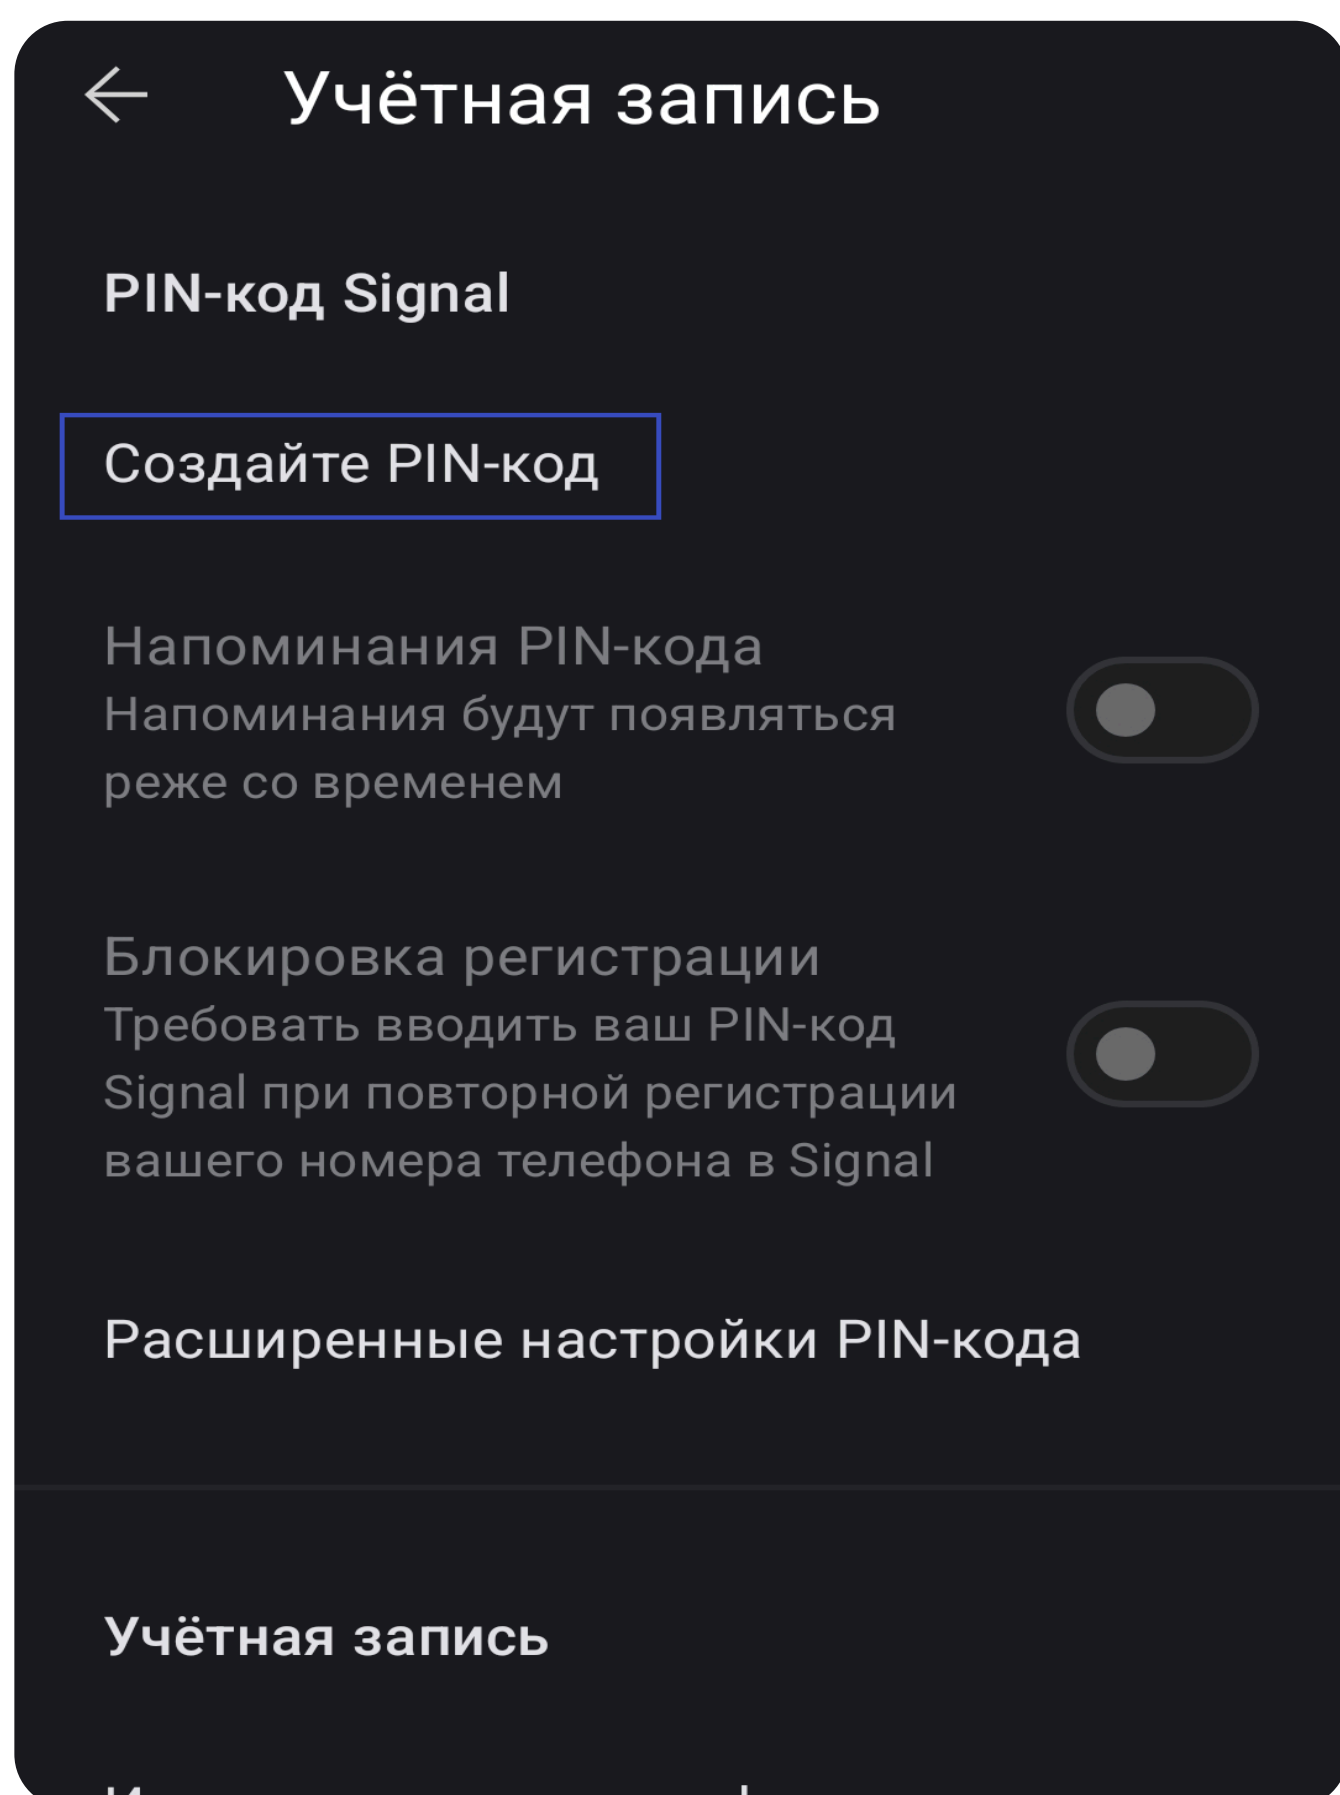 Учётная запись
PIN-код Signal
Создайте PIN-код
Напоминания PIN-кода
Напоминания будут появляться
реже со временем
Блокировка регистрации
Требовать вводить ваш PIN-код
Signal при повторной регистрации
вашего номера телефона в Signal
Расширенные настройки PIN-кода
Учётная запись